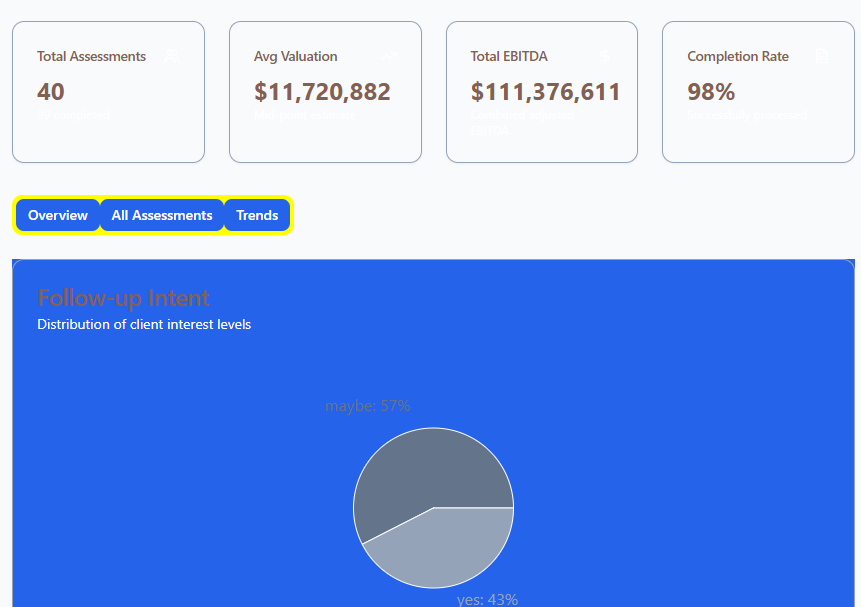 Total Assessments
40
39 completed
Avg Valuation
$11,720,882
Mid-point estimate
Total EBITDA
$111,376,611
Combined adjusted
EBITDA
Completion Rate
98%
Successfully processed
Overview
All Assessments
Trends
Follow-up Intent
Distribution of client interest levels
maybe: 57%
yes: 43%